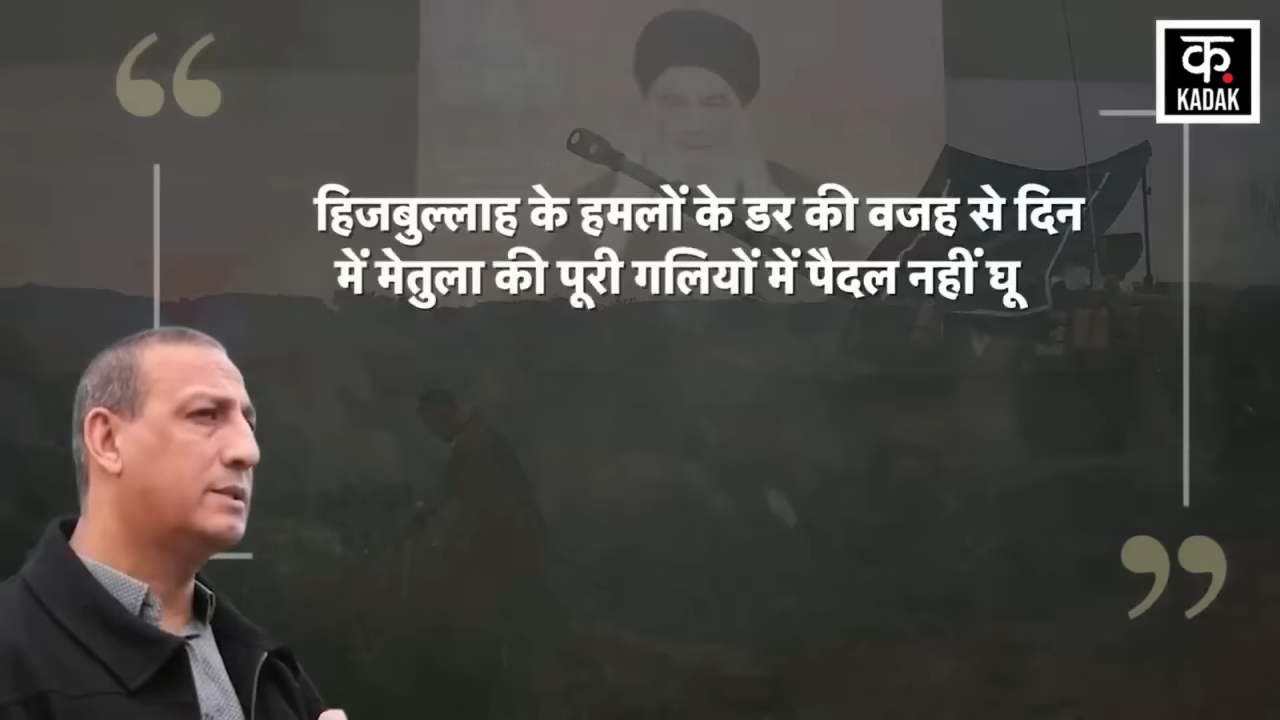 क.
KADAK
हिजबुल्लाह के हमलों के डर की वजह से दिन
में मेतुला की पूरी गलियों में पैदल नहीं घू